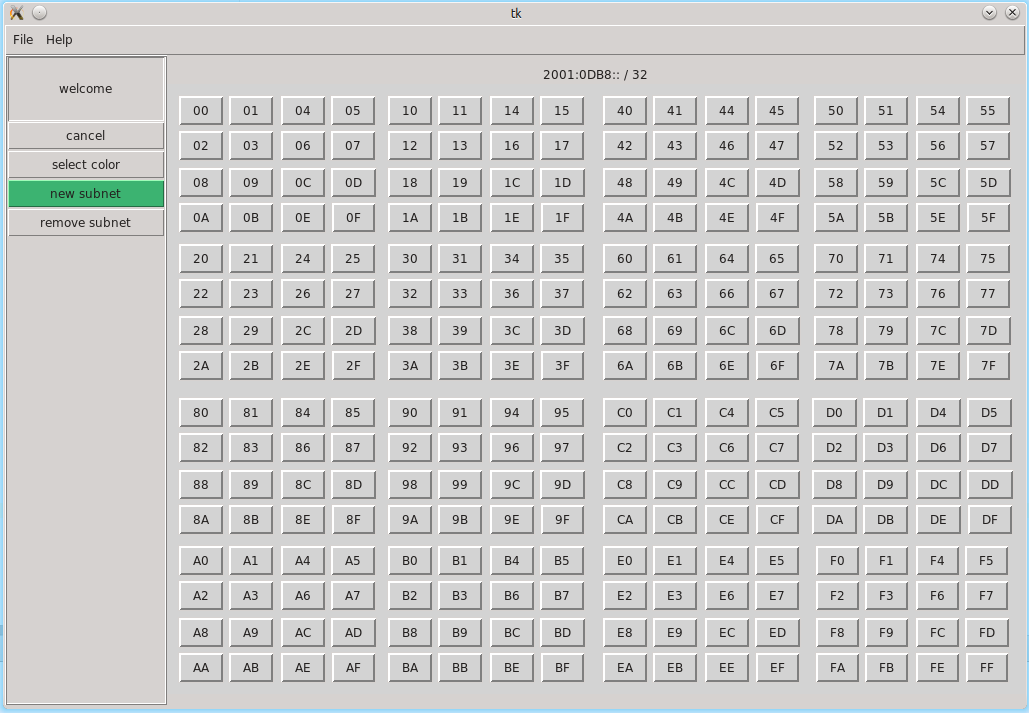 tk
File Help
welcome
cancel
select color
new subnet
remove subnet
2001:0DB8:: / 32
00 01 04 05 10 11 14 15 40 41 44 45 50 51 54 55
02 03 06 07 12 13 16 17 42 43 46 47 52 53 56 57
08 09 0C 0D 18 19 1C 1D 48 49 4C 4D 58 59 5C 5D
0A 0B 0E 0F 1A 1B 1E 1F 4A 4B 4E 4F 5A 5B 5E 5F
20 21 24 25 30 31 34 35 60 61 64 65 70 71 74 75
22 23 26 27 32 33 36 37 62 63 66 67 72 73 76 77
28 29 2C 2D 38 39 3C 3D 68 69 6C 6D 78 79 7C 7D
2A 2B 2E 2F 3A 3B 3E 3F 6A 6B 6E 6F 7A 7B 7E 7F
80 81 84 85 90 91 94 95 C0 C1 C4 C5 D0 D1 D4 D5
82 83 86 87 92 93 96 97 C2 C3 C6 C7 D2 D3 D6 D7
88 89 8C 8D 98 99 9C 9D C8 C9 CC CD D8 D9 DC DD
8A 8B 8E 8F 9A 9B 9E 9F CA CB CE CF DA DB DE DF
A0 A1 A4 A5 B0 B1 B4 B5 E0 E1 E4 E5 F0 F1 F4 F5
A2 A3 A6 A7 B2 B3 B6 B7 E2 E3 E6 E7 F2 F3 F6 F7
A8 A9 AC AD B8 B9 BC BD E8 E9 EC ED F8 F9 FC FD
AA AB AE AF BA BB BE BF EA EB EE EF FA FB FE FF